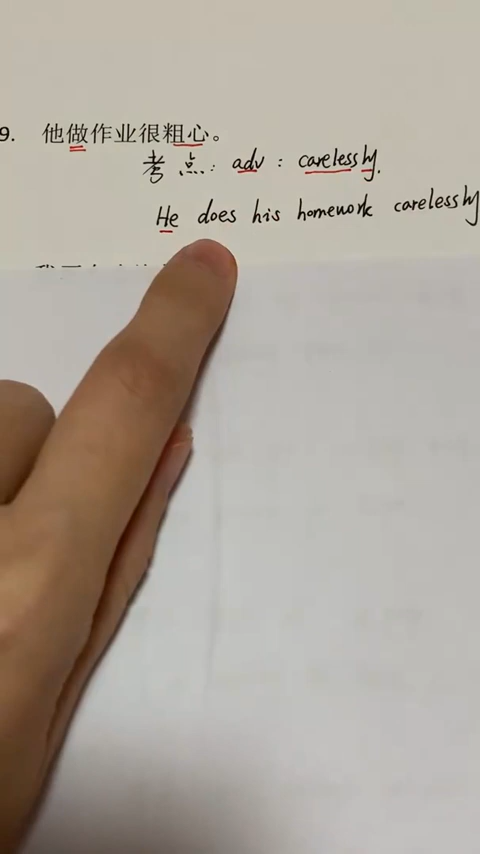 9. 他做作业很粗心。
考点：adv：carelessly.
He does his homework carelessly